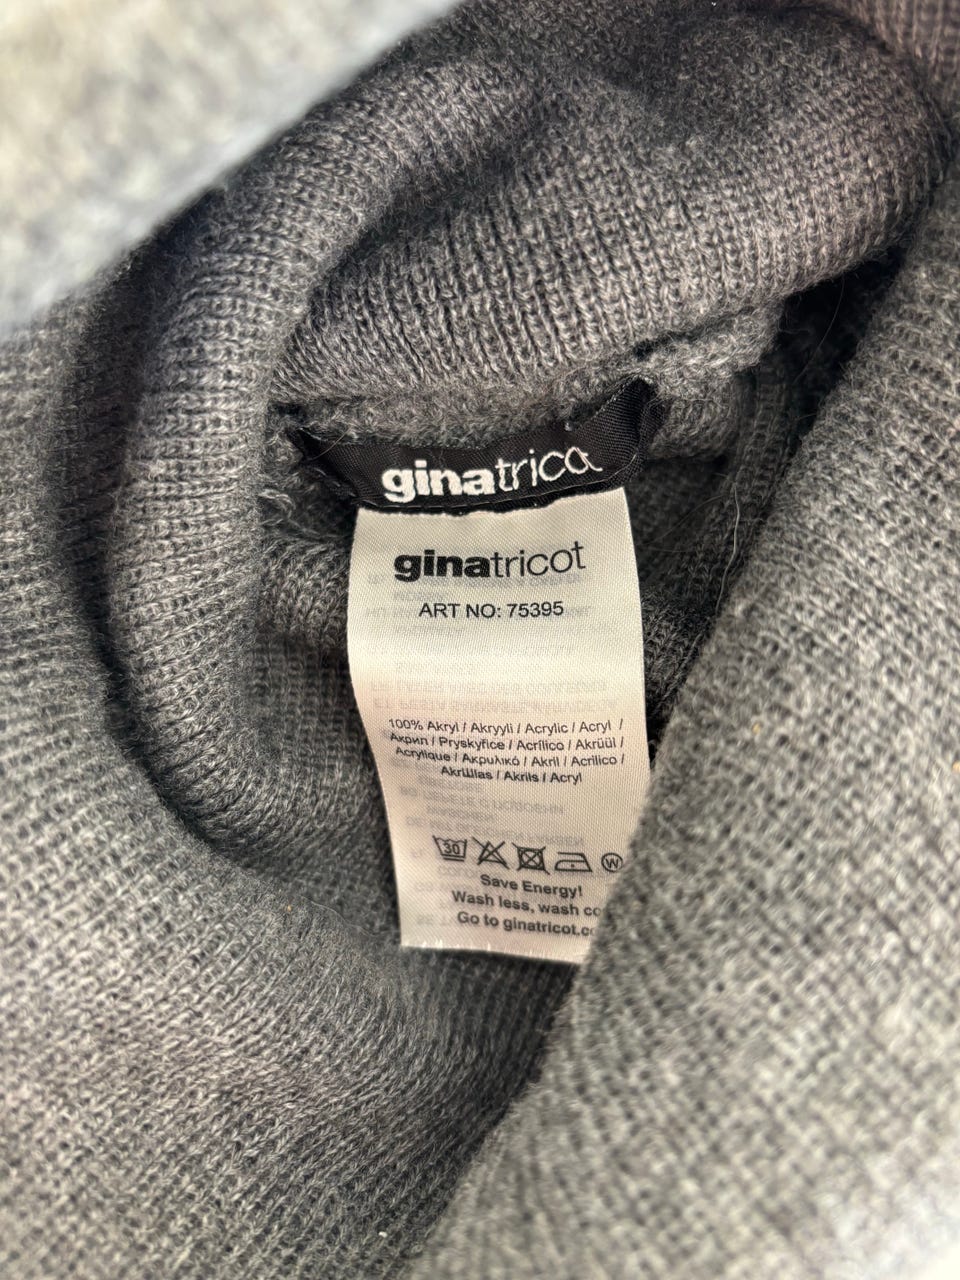 ginatricot
ginatricot
ART NO: 75395
100% Akryl / Akryyli / Acrylic / Acryl /
Акрил / Pryskyřice / Acrílico / Akrüül /
Acrylique / Ακρυλικό / Akril / Acrilico /
Akrŭlias / Akrils / Acryl
30
W
Save Energy!
Wash less, wash co
Go to ginatricot.co